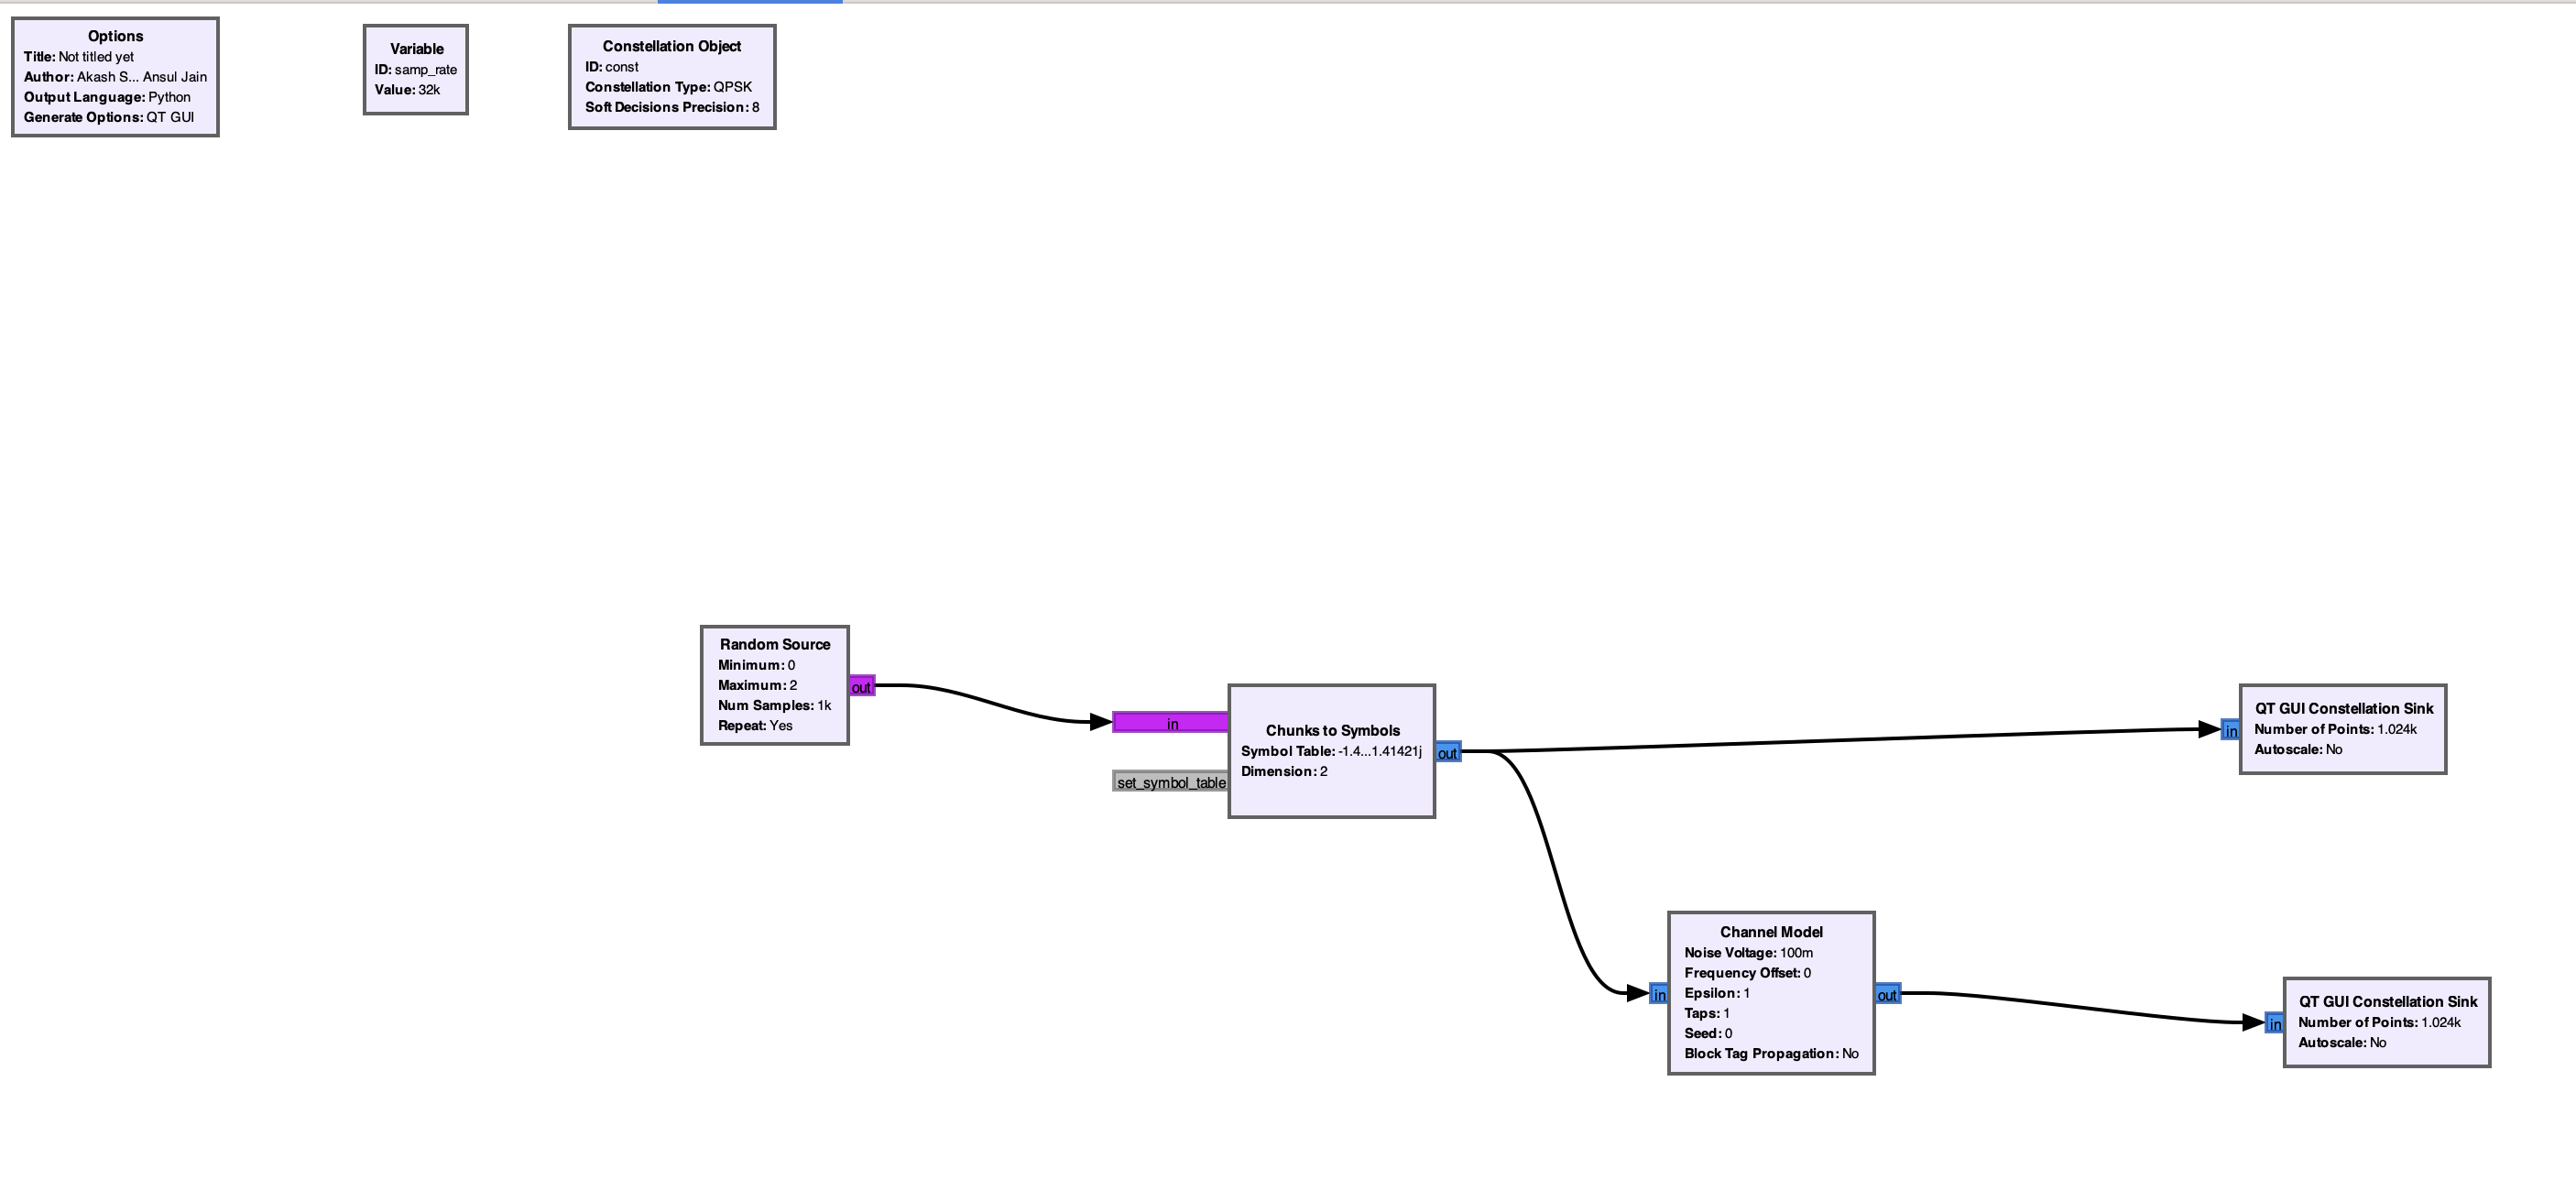 Options
Title: Not titled yet
Author: Akash S... Ansul Jain
Output Language: Python
Generate Options: QT GUI
Variable
ID: samp_rate
Value: 32k
Constellation Object
ID: const
Constellation Type: QPSK
Soft Decisions Precision: 8
Random Source
Minimum: 0
Maximum: 2
Num Samples: 1k
Repeat: Yes
out
in
set_symbol_table
Chunks to Symbols
Symbol Table: -1.4...1.41421j
Dimension: 2
out
in
QT GUI Constellation Sink
Number of Points: 1.024k
Autoscale: No
in
Channel Model
Noise Voltage: 100m
Frequency Offset: 0
Epsilon: 1
Taps: 1
Seed: 0
Block Tag Propagation: No
out
in
QT GUI Constellation Sink
Number of Points: 1.024k
Autoscale: No